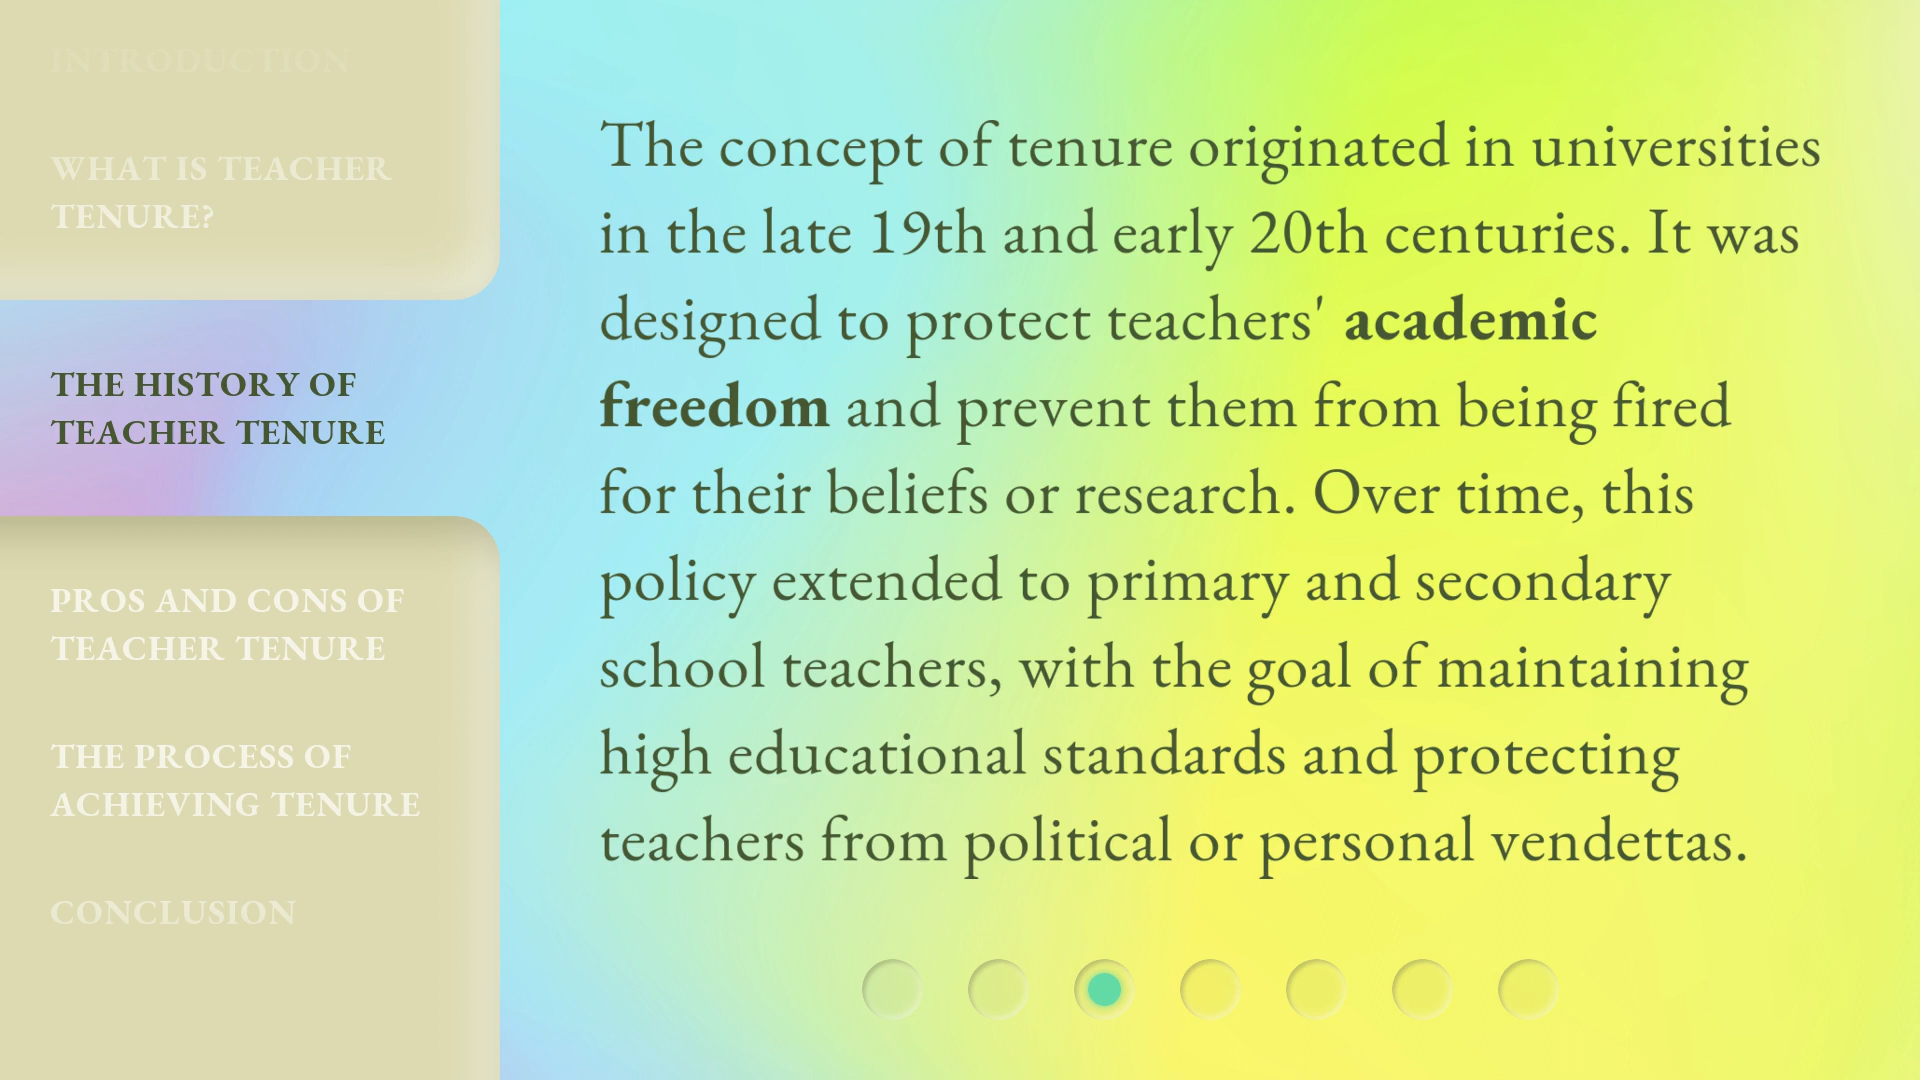 INTRODUCTION
WHAT IS TEACHER
TENURE?
THE HISTORY OF
TEACHER TENURE
PROS AND CONS OF
TEACHER TENURE
THE PROCESS OF
ACHIEVING TENURE
CONCLUSION
The concept of tenure originated in universities
in the late 19th and early 20th centuries. It was
designed to protect teachers' academic
freedom and prevent them from being fired
for their beliefs or research. Over time, this
policy extended to primary and secondary
school teachers, with the goal of maintaining
high educational standards and protecting
teachers from political or personal vendettas.